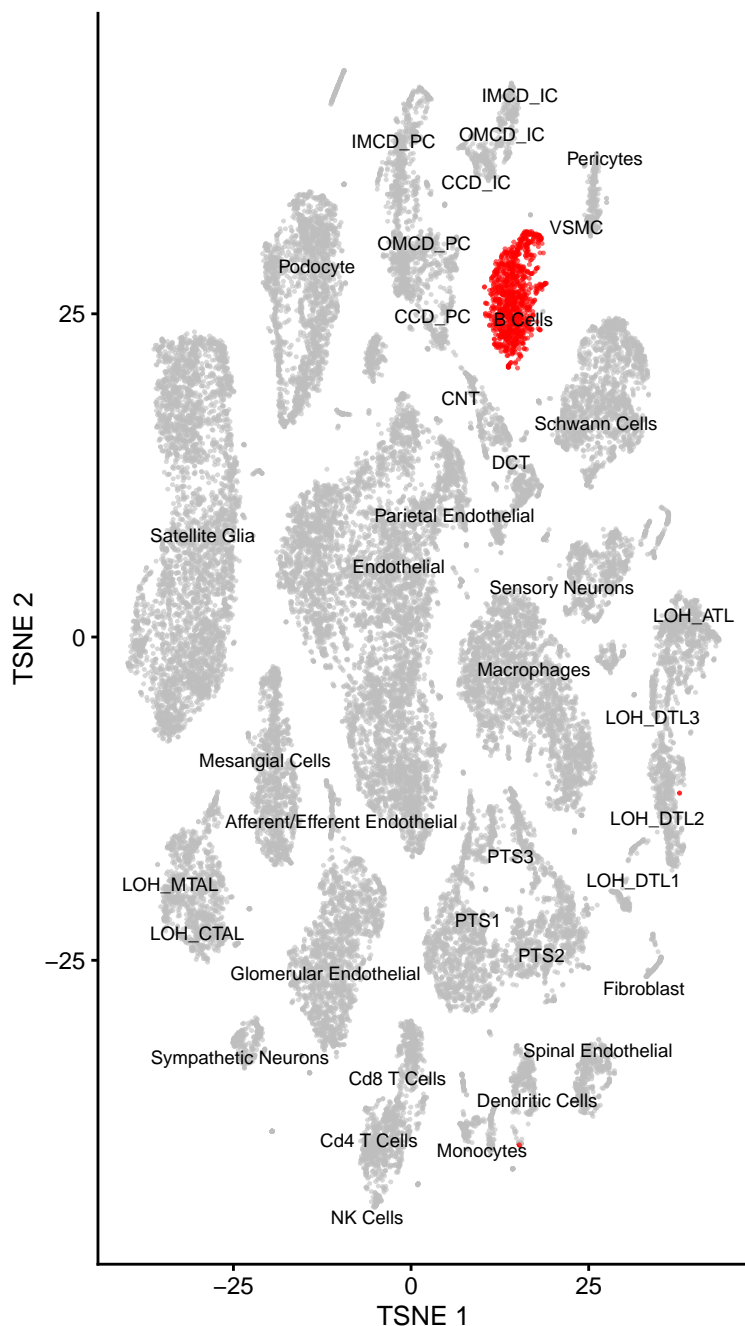 IMCD_IC
OMCD_IC
IMCD_PC
Pericytes
CCD_IC
VSMC
OMCD_PC
Podocyte
25
CCD_PC
B Cells
CNT
Schwann Cells
DCT
Parietal Endothelial
Satellite Glia
Endothelial
Sensory Neurons
LOH_ATL
0
TSNE 2
Macrophages
LOH_DTL3
Mesangial Cells
Afferent/Efferent Endothelial
LOH_DTL2
PTS3
LOH_MTAL
LOH_DTL1
PTS1
LOH_CTAL
PTS2
−25
Glomerular Endothelial
Fibroblast
Spinal Endothelial
Sympathetic Neurons
Cd8 T Cells
Dendritic Cells
Cd4 T Cells
Monocytes
NK Cells
−25
0
25
TSNE 1